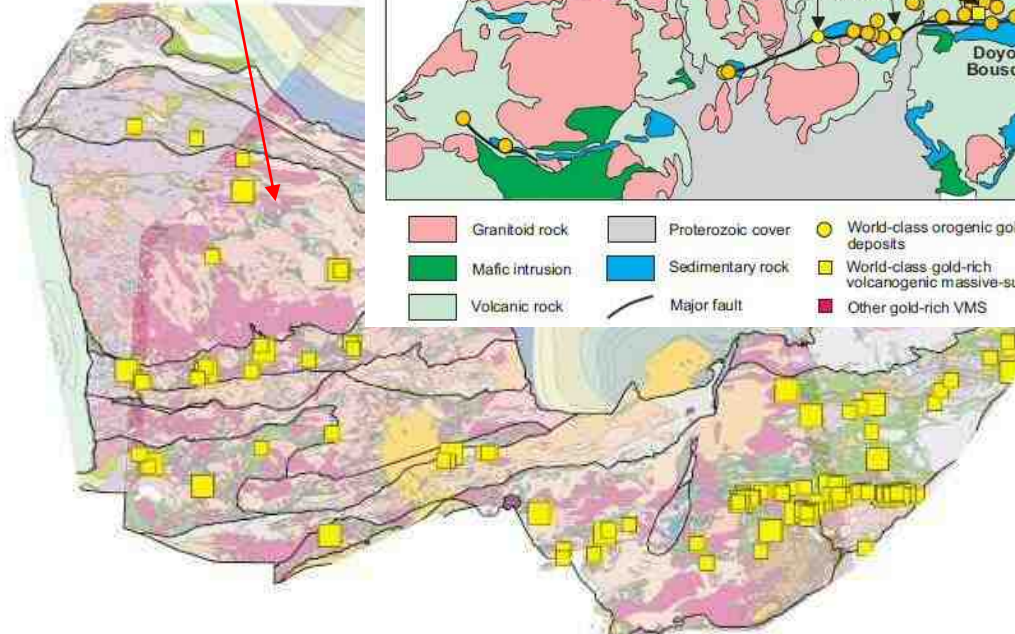 Doyo
Bousc
Granitoid rock
Proterozoic cover
World-class orogenic gol
deposits
Mafic intrusion
Sedimentary rock
World-class gold-rich
volcanogenic massive-su
Volcanic rock
Major fault
Other gold-rich VMS